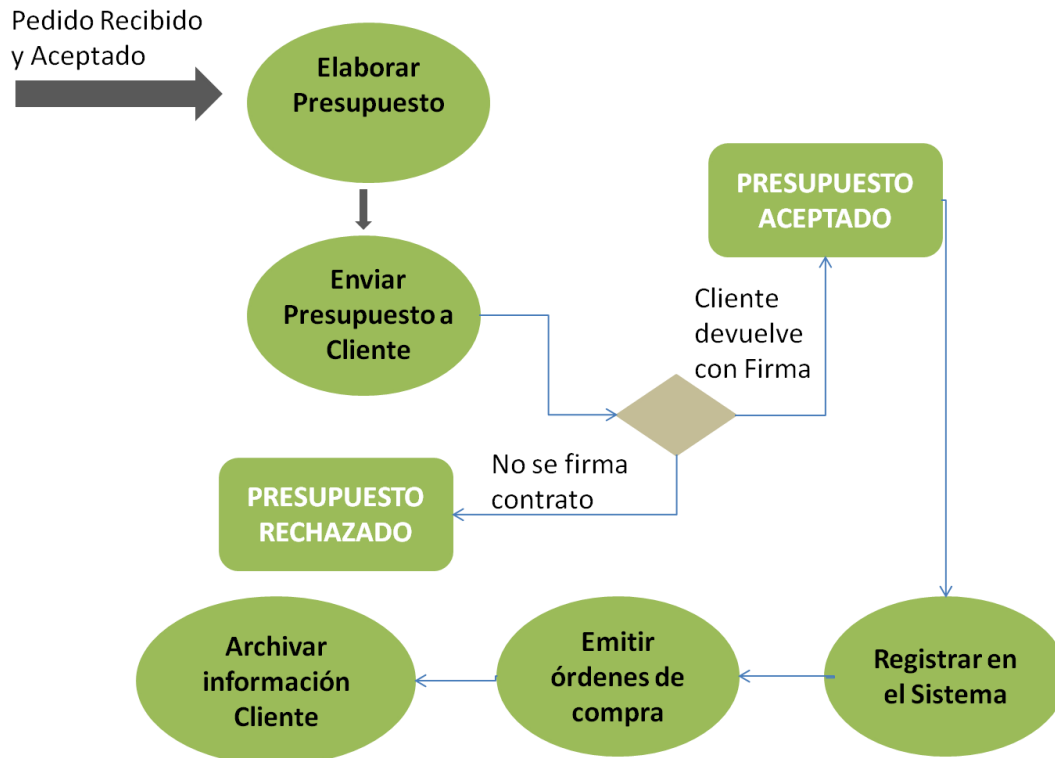 Pedido Recibido
y Aceptado
Elaborar
Presupuesto
Enviar
Presupuesto a
Cliente
PRESUPUESTO
ACEPTADO
Cliente
devuelve
con Firma
No se firma
contrato
PRESUPUESTO
RECHAZADO
Registrar en
el Sistema
Emitir
órdenes de
compra
Archivar
información
Cliente